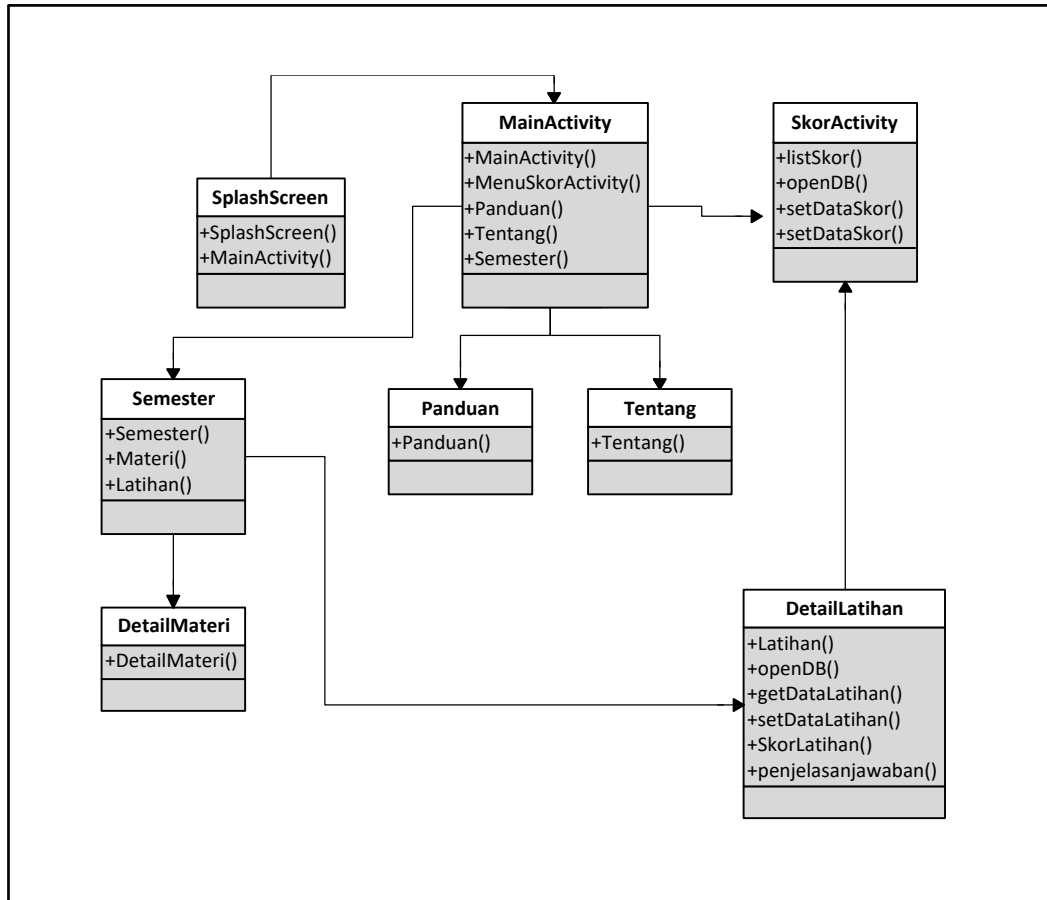 MainActivity
+MainActivity()
+MenuSkorActivity()
+Panduan()
+Tentang()
+Semester()
SkorActivity
+listSkor()
+openDB()
+setDataSkor()
+setDataSkor()
SplashScreen
+SplashScreen()
+MainActivity()
Semester
+Semester()
+Materi()
+Latihan()
Panduan
+Panduan()
Tentang
+Tentang()
DetailMateri
+DetailMateri()
DetailLatihan
+Latihan()
+openDB()
+getDataLatihan()
+setDataLatihan()
+SkorLatihan()
+penjelasanjawaban()